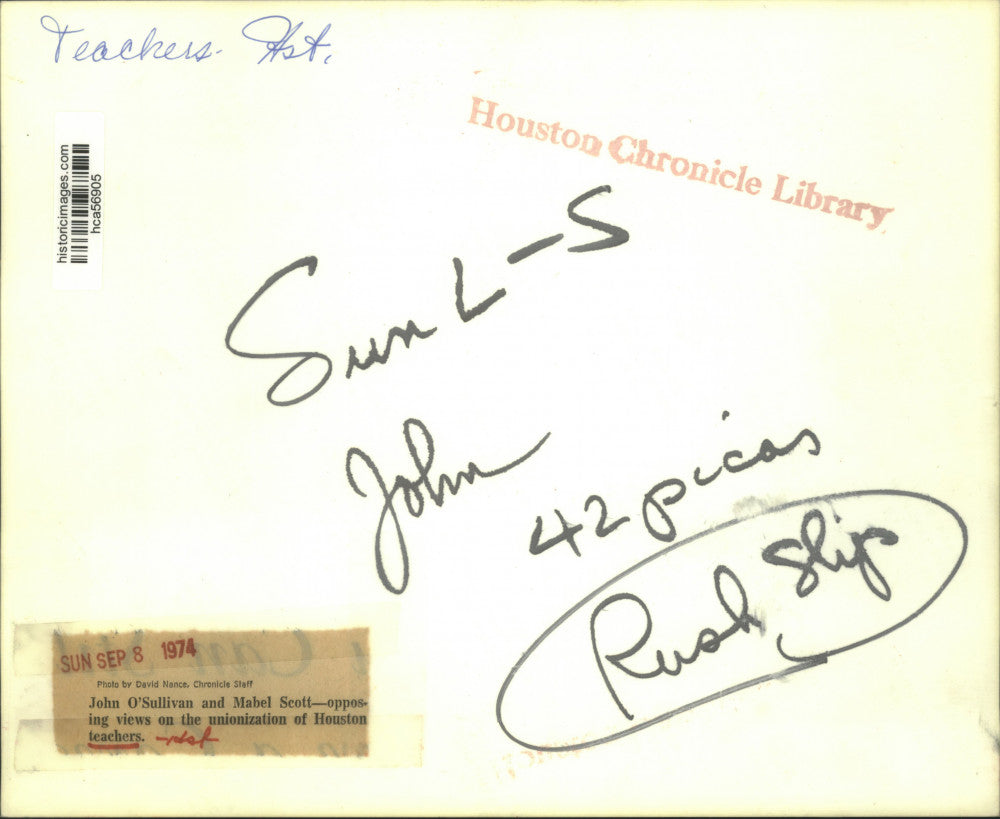 Teachers. Hst.
Houston Chronicle Library
historicimages.com
hca56905
Sun L-S
John
42 picas
Rush Slip
SUN SEP 8 1974
Photo by David Nance, Chronicle Staff
John O'Sullivan and Mabel Scott—oppos-
ing views on the unionization of Houston
teachers. -Hst